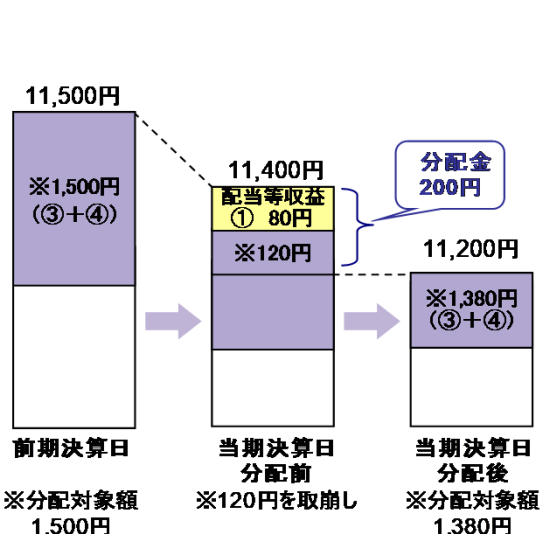 11,500円
※1,500円
(③+④)
前期決算日
※分配対象額
1,500円
11,400円
配当等収益
① 80円
※120円
当期決算日
分配前
※120円を取崩し
分配金
200円
11,200円
※1,380円
(③+④)
当期決算日
分配後
※分配対象額
1,380円